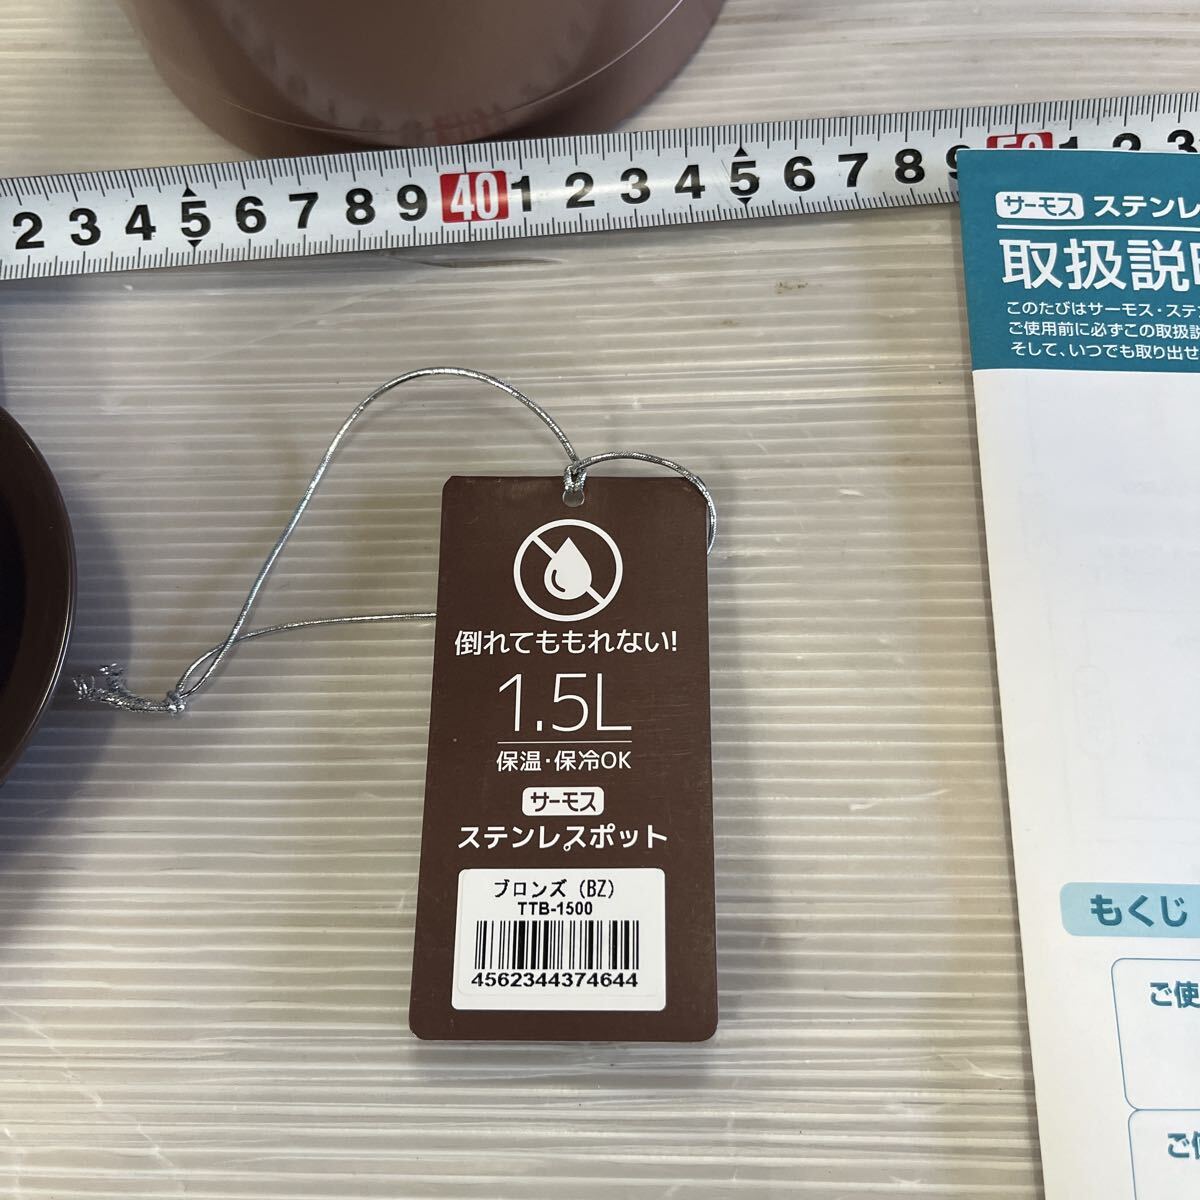 2 3 4 5 6 7 8 9 40 1 2 3 4 5 6 7 8 9 50 1 2 3
サーモス ステンレ
取扱説明
このたびはサーモス・ステン
ご使用前に必ずこの取扱説
そして、いつでも取り出せ
倒れてももれない!
1.5L
保温・保冷OK
サーモス
ステンレスポット
ブロンズ (BZ)
TTB-1500
4562344374644
もくじ
ご使
ご使